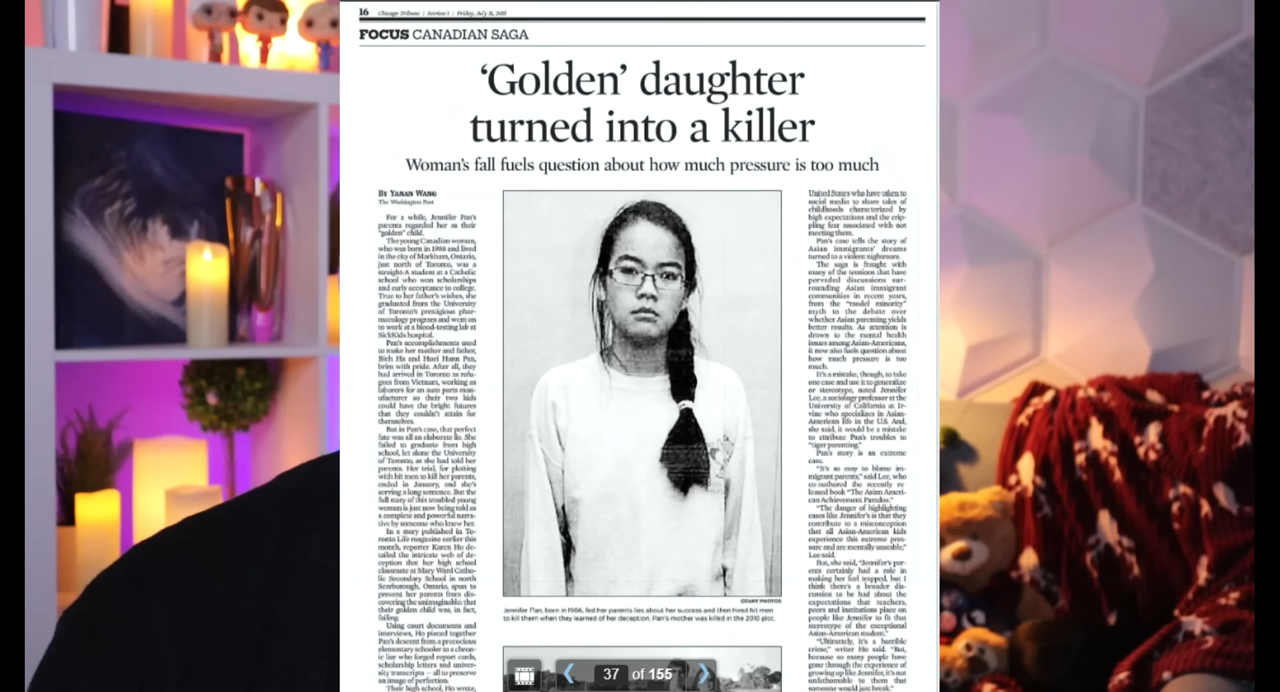 16 Chicago Tribune | Section 1 | Friday, July 31, 2015
FOCUS CANADIAN SAGA
‘Golden’ daughter
turned into a killer
Woman’s fall fuels question about how much pressure is too much
BY YANAN WANG
The Washington Post
For a while, Jennifer Pan’s
parents regarded her as their
“golden” child.
The young Canadian woman,
who was born in 1986 and lived
in the city of Markham, Ontario,
just north of Toronto, was a
straight-A student at a Catholic
school who won scholarships
and early acceptance to college.
True to her father’s wishes, she
graduated from the University
of Toronto’s prestigious phar-
macology program and went on
to work at a blood-testing lab at
SickKids hospital.
Pan’s accomplishments used
to make her mother and father,
Bich Ha and Huei Hann Pan,
brim with pride. After all, they
had arrived in Toronto as refu-
gees from Vietnam, working as
laborers for an auto parts man-
ufacturer so their two kids
could have the bright futures
that they couldn’t attain for
themselves.
But in Pan’s case, that perfect
fate was all an elaborate lie. She
failed to graduate from high
school, let alone the University
of Toronto, as she had told her
parents. Her trial, for plotting
with hit men to kill her parents,
ended in January, and she’s
serving a long sentence. But the
full story of this troubled young
woman is just now being told as
a complete and powerful narra-
tive by someone who knew her.
In a story published in To-
ronto Life magazine earlier this
month, reporter Karen Ho de-
tailed the intricate web of de-
ception that her high school
classmate at Mary Ward Catho-
lic Secondary School in north
Scarborough, Ontario, spun to
prevent her parents from dis-
covering the unimaginable: that
their golden child was, in fact,
failing.
Using court documents and
interviews, Ho pieced together
Pan’s descent from a precocious
elementary schooler to a chron-
ic liar who forged report cards,
scholarship letters and univer-
sity transcripts — all to preserve
an image of perfection.
Their high school, Ho wrote,
COURT PHOTOS
Jennifer Pan, born in 1986, fed her parents lies about her success and then hired hit men
to kill them when they learned of her deception. Pan’s mother was killed in the 2010 plot.
United States who have taken to
social media to share tales of
childhoods characterized by
high expectations and the crip-
pling fear associated with not
meeting them.
Pan’s case tells the story of
Asian immigrants’ dreams
turned to a violent nightmare.
The saga is fraught with
many of the tensions that have
pervaded discussions sur-
rounding Asian immigrant
communities in recent years,
from the “model minority”
myth to the debate over
whether Asian parenting yields
better results. As attention is
drawn to the mental health
issues among Asian-Americans,
it now also fuels question about
how much pressure is too
much.
It’s a mistake, though, to take
one case and use it to generalize
or stereotype, noted Jennifer
Lee, a sociology professor at the
University of California at Ir-
vine who specializes in Asian-
American life in the U.S. And,
she said, it would be a mistake
to attribute Pan’s troubles to
“tiger parenting.”
Pan’s story is an extreme
case.
“It’s so easy to blame im-
migrant parents,” said Lee, who
co-authored the recently re-
leased book “The Asian Ameri-
can Achievement Paradox.”
“The danger of highlighting
cases like Jennifer’s is that they
contribute to a misconception
that all Asian-American kids
experience this extreme pres-
sure and are mentally unstable,”
Lee said.
But, she said, “Jennifer’s par-
ents certainly had a role in
making her feel trapped, but I
think there’s a broader dis-
cussion to be had about the
expectations that teachers,
peers and institutions place on
people like Jennifer to fit that
stereotype of the exceptional
Asian-American student.”
“Ultimately, it’s a horrible
crime,” writer Ho said. “But,
because so many people have
gone through the experience of
growing up like Jennifer, it’s not
unfathomable to them that
someone would just break.”
37 of 155